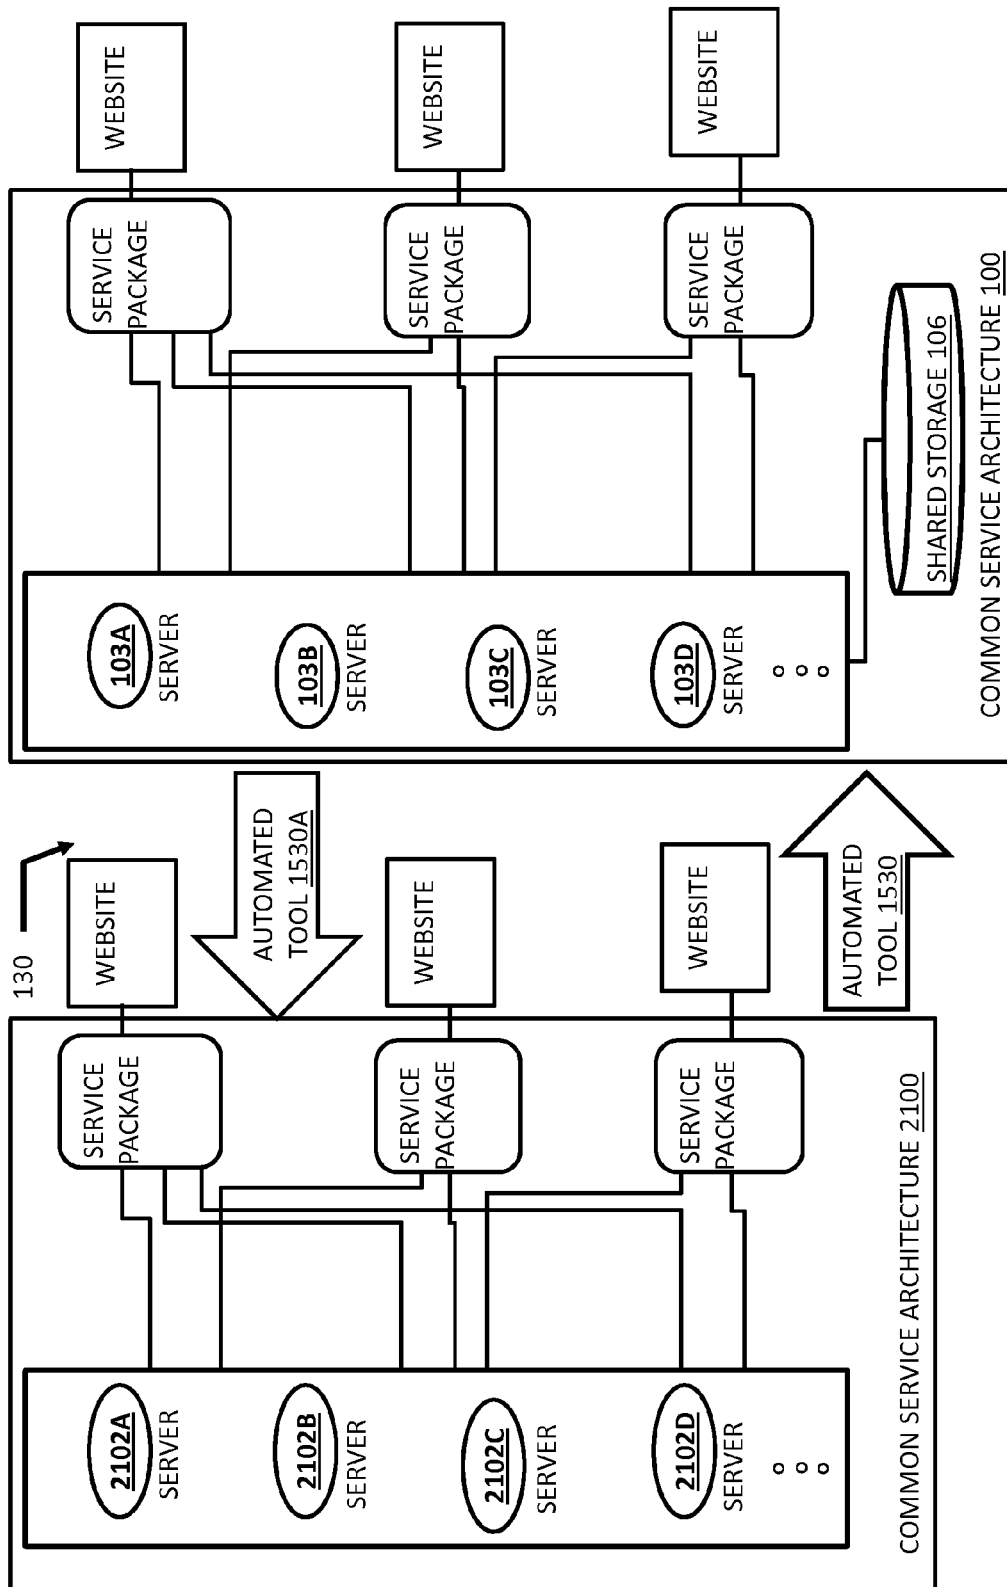 130
2102A
SERVER
2102B
SERVER
2102C
SERVER
2102D
SERVER
SERVICE
PACKAGE
SERVICE
PACKAGE
SERVICE
PACKAGE
WEBSITE
WEBSITE
WEBSITE
COMMON SERVICE ARCHITECTURE 2100
AUTOMATED
TOOL 1530A
AUTOMATED
TOOL 1530
103A
SERVER
103B
SERVER
103C
SERVER
103D
SERVER
SERVICE
PACKAGE
SERVICE
PACKAGE
SERVICE
PACKAGE
WEBSITE
WEBSITE
WEBSITE
SHARED STORAGE 106
COMMON SERVICE ARCHITECTURE 100